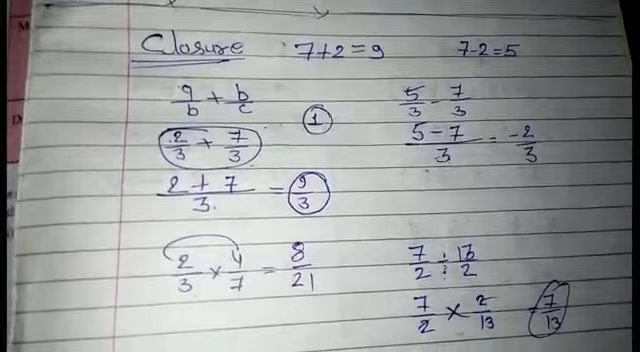 Closure 7+2=9 7-2=5
a/b + b/c 5/3 - 7/3
1
2/3 + 7/3 5-7/3 = -2/3
2+7/3 = 9/3
2/3 × 4/7 = 8/21 7/2 ÷ 13/2
7/2 × 2/13 7/13